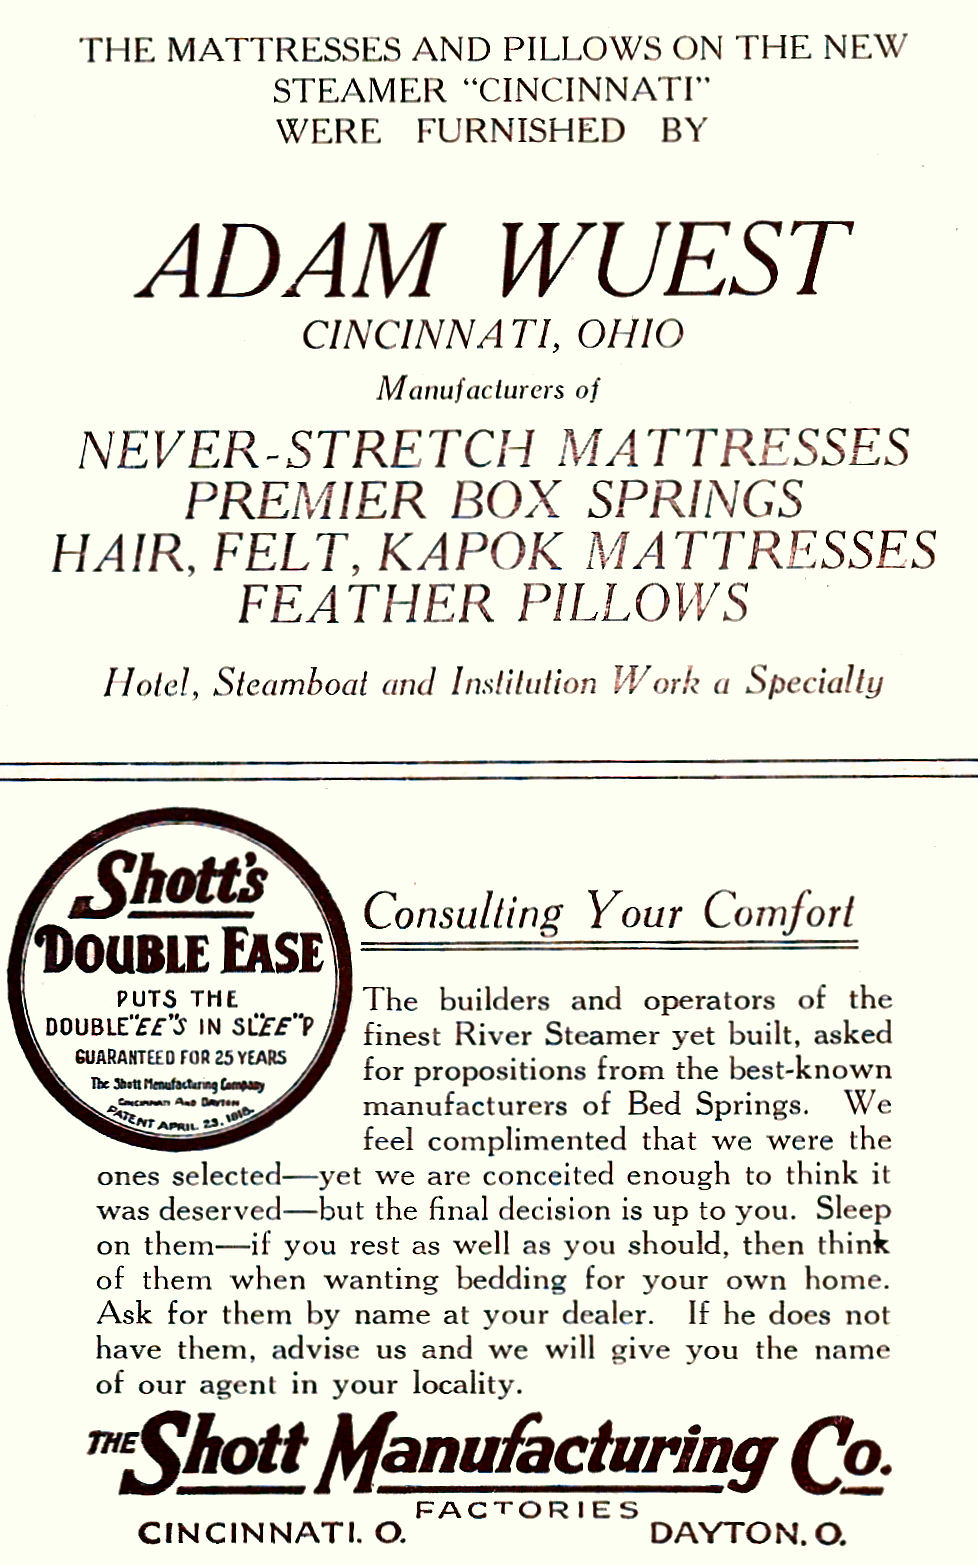 THE MATTRESSES AND PILLOWS ON THE NEW
STEAMER "CINCINNATI"
WERE FURNISHED BY
ADAM WUEST
CINCINNATI, OHIO
Manufacturers of
NEVER-STRETCH MATTRESSES
PREMIER BOX SPRINGS
HAIR, FELT, KAPOK MATTRESSES
FEATHER PILLOWS
Hotel, Steamboat and Institution Work a Specialty
Shott's
DOUBLE EASE
PUTS THE
DOUBLE "EE"S IN SL"EE"P
GUARANTEED FOR 25 YEARS
The Shott Manufacturing Company
CINCINNATI AND DAYTON
PATENT APRIL 23, 1918.
Consulting Your Comfort
The builders and operators of the
finest River Steamer yet built, asked
for propositions from the best-known
manufacturers of Bed Springs. We
feel complimented that we were the
ones selected—yet we are conceited enough to think it
was deserved—but the final decision is up to you. Sleep
on them—if you rest as well as you should, then think
of them when wanting bedding for your own home.
Ask for them by name at your dealer. If he does not
have them, advise us and we will give you the name
of our agent in your locality.
THE Shott Manufacturing Co.
FACTORIES
CINCINNATI. O. DAYTON. O.